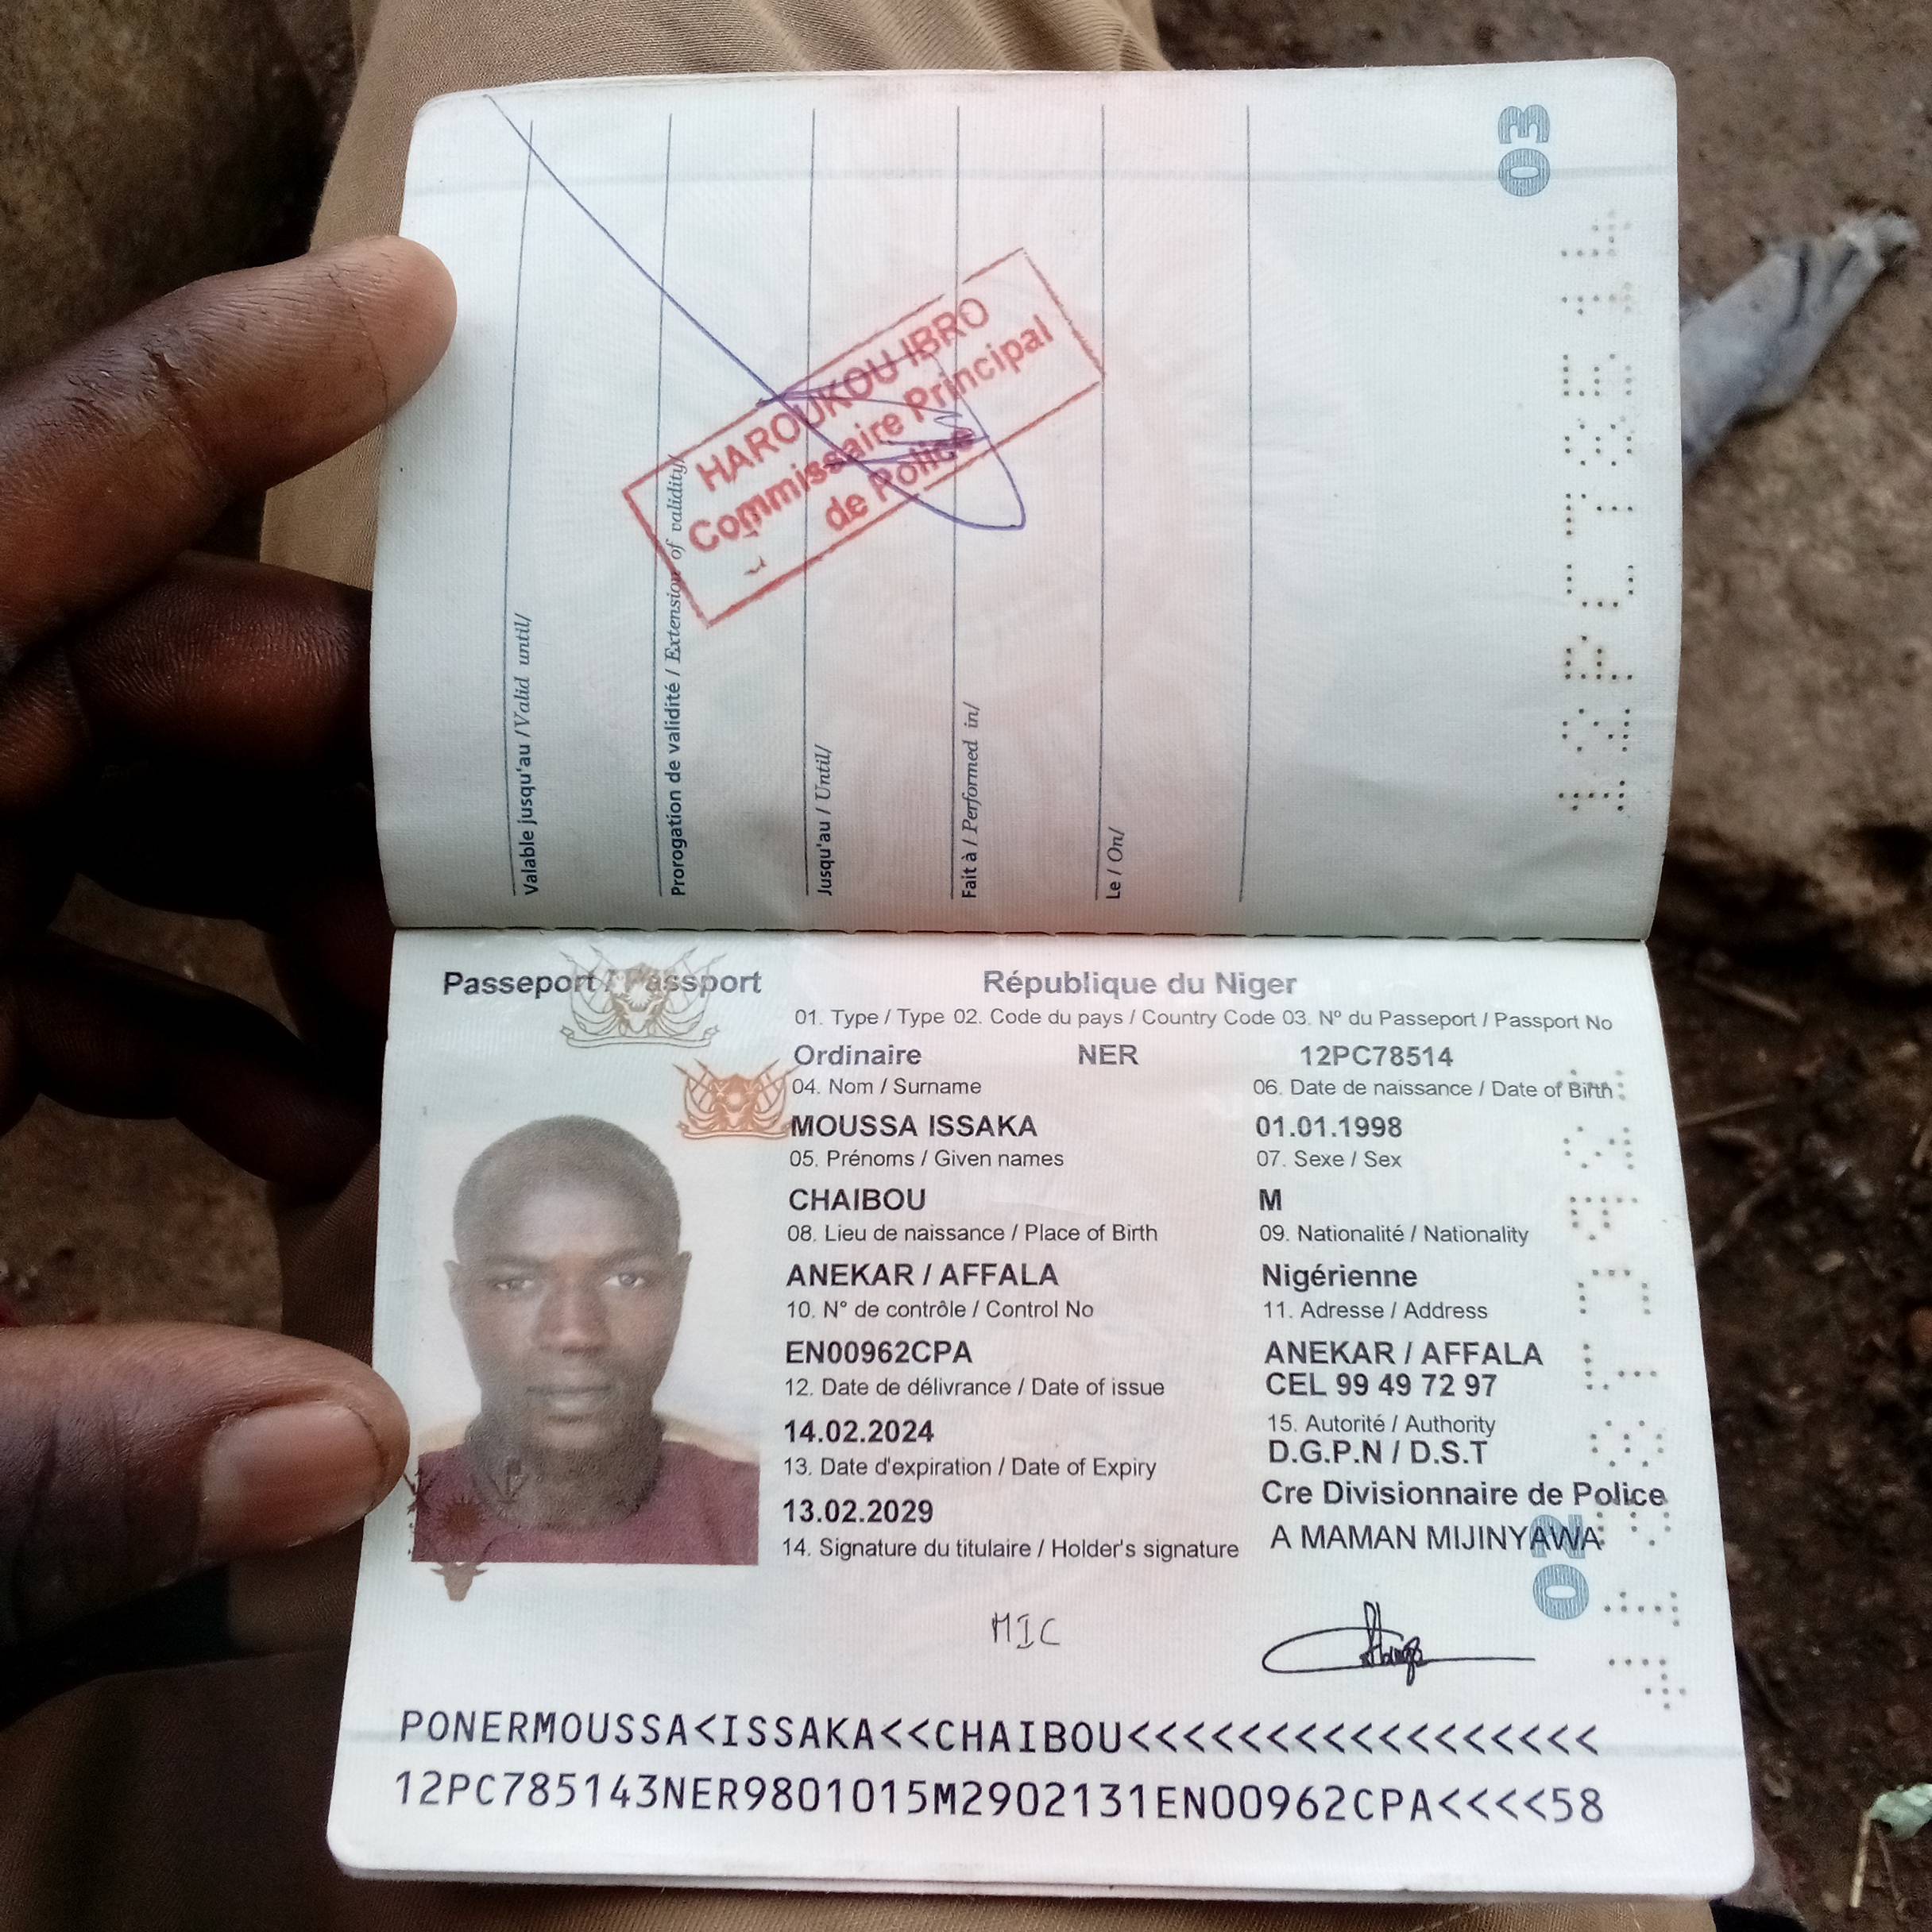 03
Valable jusqu'au / Valid until/
Prorogation de validité / Extension of validity/
Jusqu'au / Until/
Fait à / Performed in/
Le / On/
HAROUKOU IBRO
Commissaire Principal
de Police
12PC78514
Passeport / Passport
République du Niger
01. Type / Type 02. Code du pays / Country Code 03. Nº du Passeport / Passport No
Ordinaire NER 12PC78514
04. Nom / Surname 06. Date de naissance / Date of Birth
MOUSSA ISSAKA 01.01.1998
05. Prénoms / Given names 07. Sexe / Sex
CHAIBOU M
08. Lieu de naissance / Place of Birth 09. Nationalité / Nationality
ANEKAR / AFFALA Nigérienne
10. N° de contrôle / Control No 11. Adresse / Address
EN00962CPA ANEKAR / AFFALA
CEL 99 49 72 97
12. Date de délivrance / Date of issue
14.02.2024
15. Autorité / Authority
D.G.P.N / D.S.T
13. Date d'expiration / Date of Expiry
Cre Divisionnaire de Police
13.02.2029
A MAMAN MIJINYAWA
14. Signature du titulaire / Holder's signature
02
MIC
PONERMOUSSA<ISSAKA<<CHAIBOU<<<<<<<<<<<<<<<<<
12PC785143NER9801015M2902131EN00962CPA<<<<58